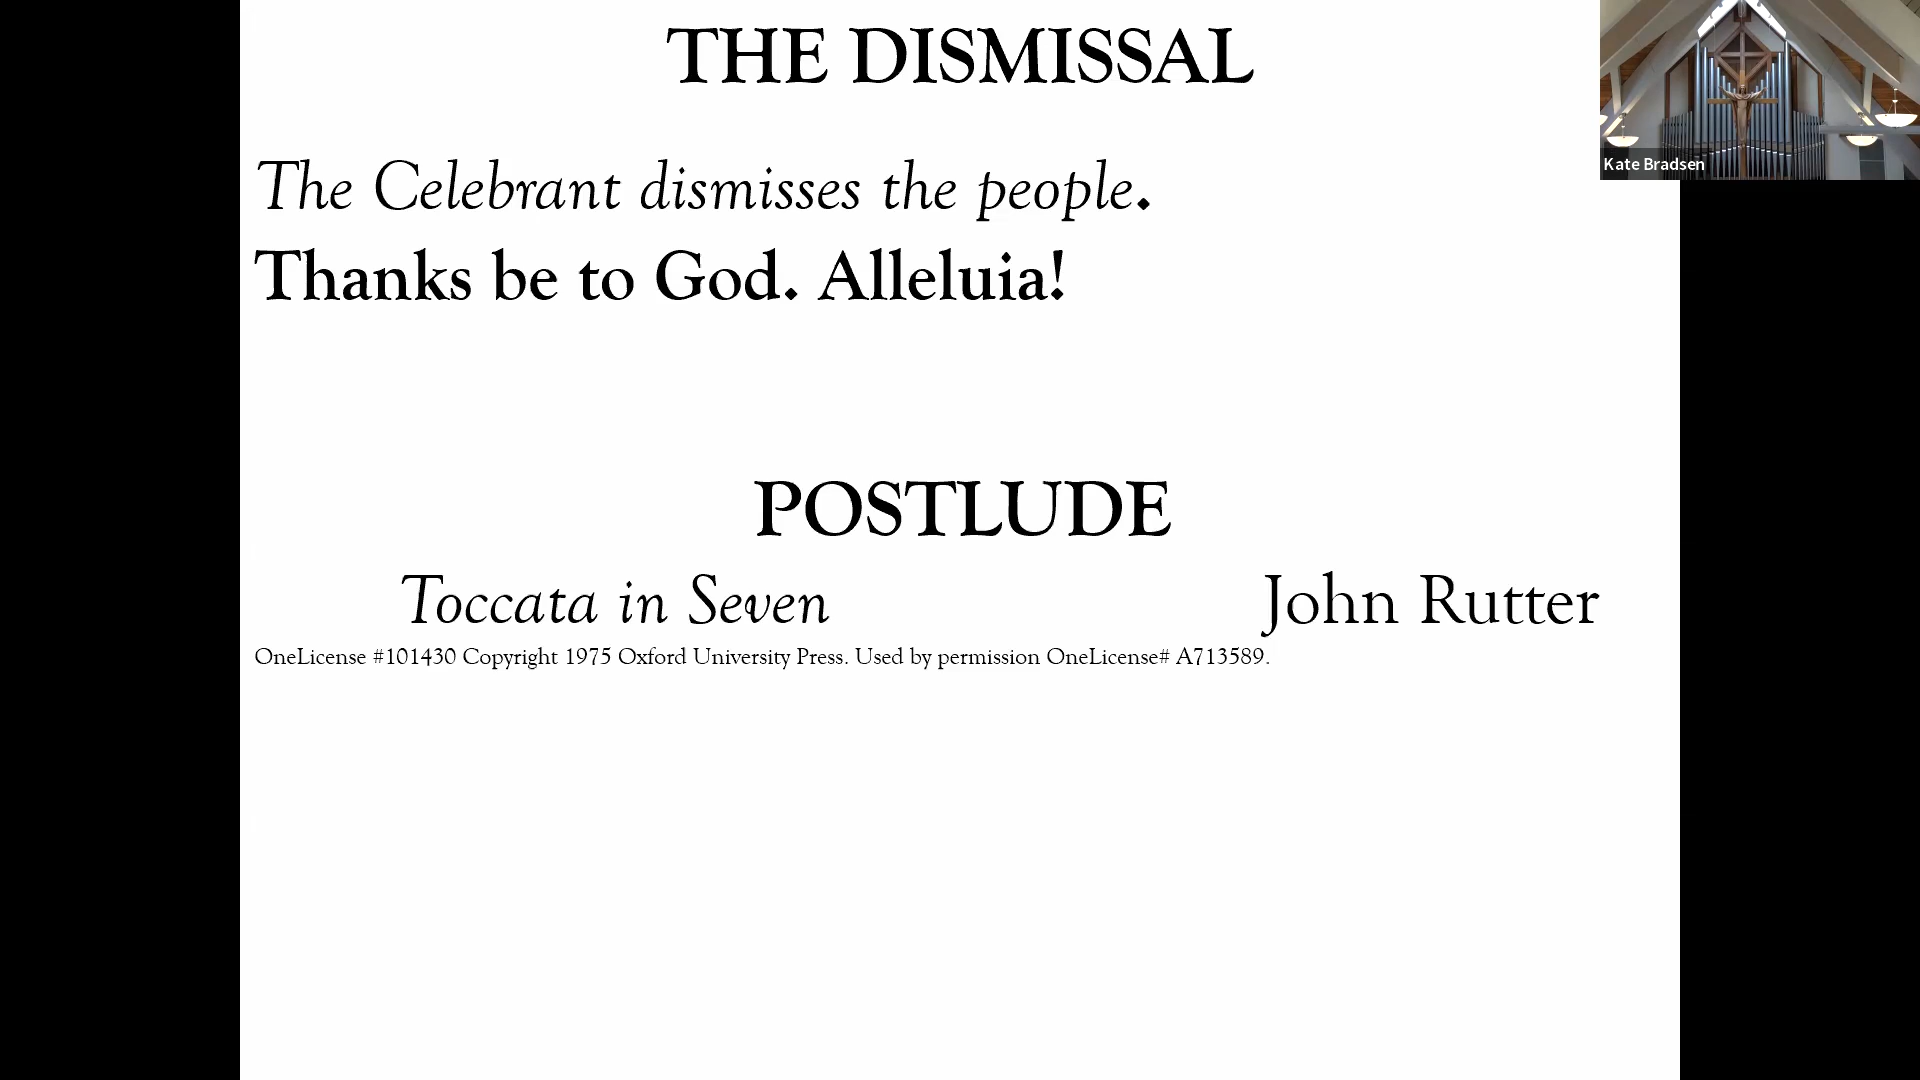 THE DISMISSAL
Kate Bradsen
The Celebrant dismisses the people.
Thanks be to God. Alleluia!
POSTLUDE
Toccata in Seven John Rutter
OneLicense #101430 Copyright 1975 Oxford University Press. Used by permission OneLicense# A713589.